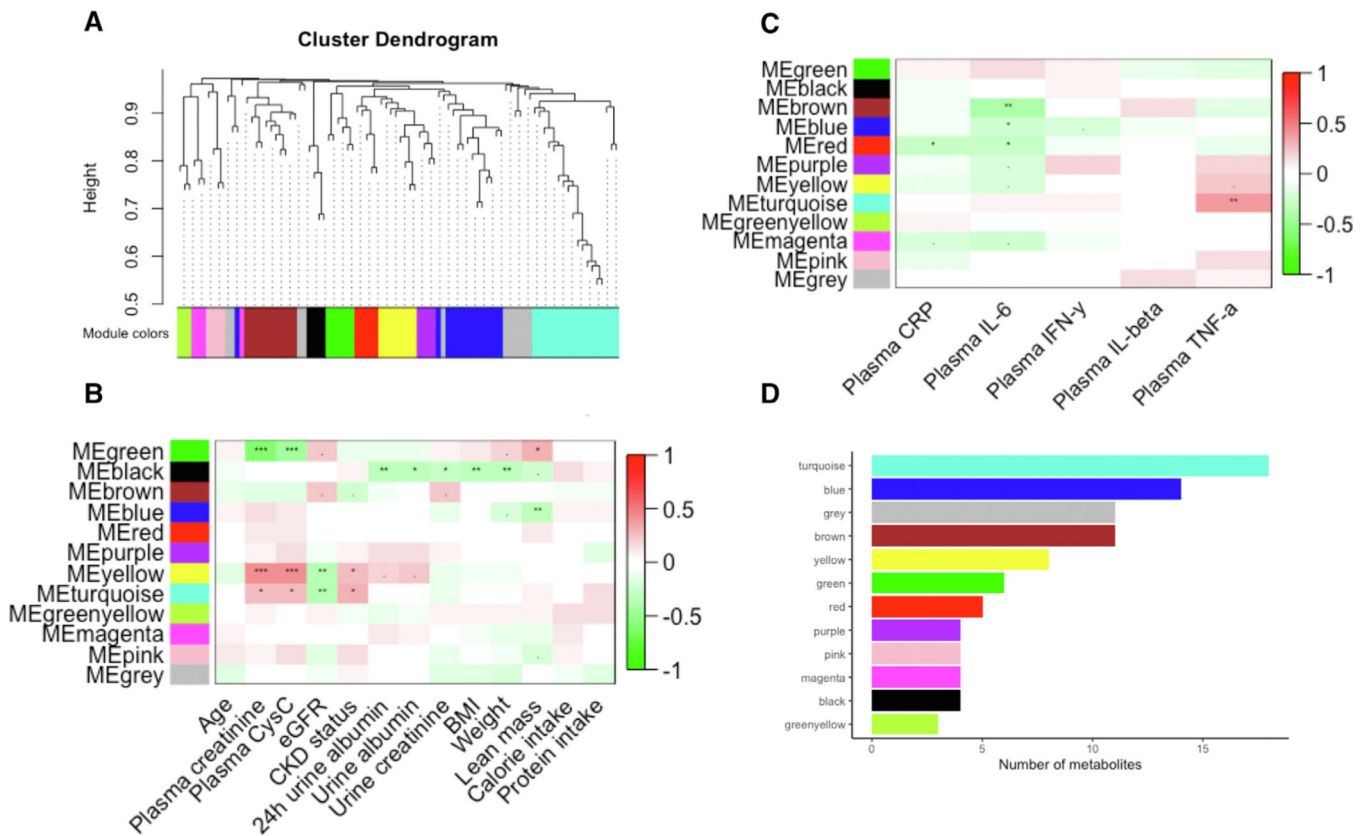 A
Cluster Dendrogram
Height
0.5
0.6
0.7
0.8
0.9
Module colors
B
MEgreen
MEblack
MEbrown
MEblue
MEred
MEpurple
MEyellow
MEturquoise
MEgreenyellow
MEmagenta
MEpink
MEgrey
*** *** . . *
** * * ** ** .
. . .
. **
*** *** ** * . .
* * ** *
.
1
0.5
0
-0.5
-1
Age
Plasma creatinine
Plasma CysC
eGFR
CKD status
24h urine albumin
Urine albumin
Urine creatinine
BMI
Weight
Lean mass
Calorie intake
Protein intake
C
MEgreen
MEblack
MEbrown
MEblue
MEred
MEpurple
MEyellow
MEturquoise
MEgreenyellow
MEmagenta
MEpink
MEgrey
**
* .
* *
.
. .
**
. .
1
0.5
0
-0.5
-1
Plasma CRP
Plasma IL-6
Plasma IFN-y
Plasma IL-beta
Plasma TNF-a
D
turquoise
blue
grey
brown
yellow
green
red
purple
pink
magenta
black
greenyellow
0 5 10 15
Number of metabolites